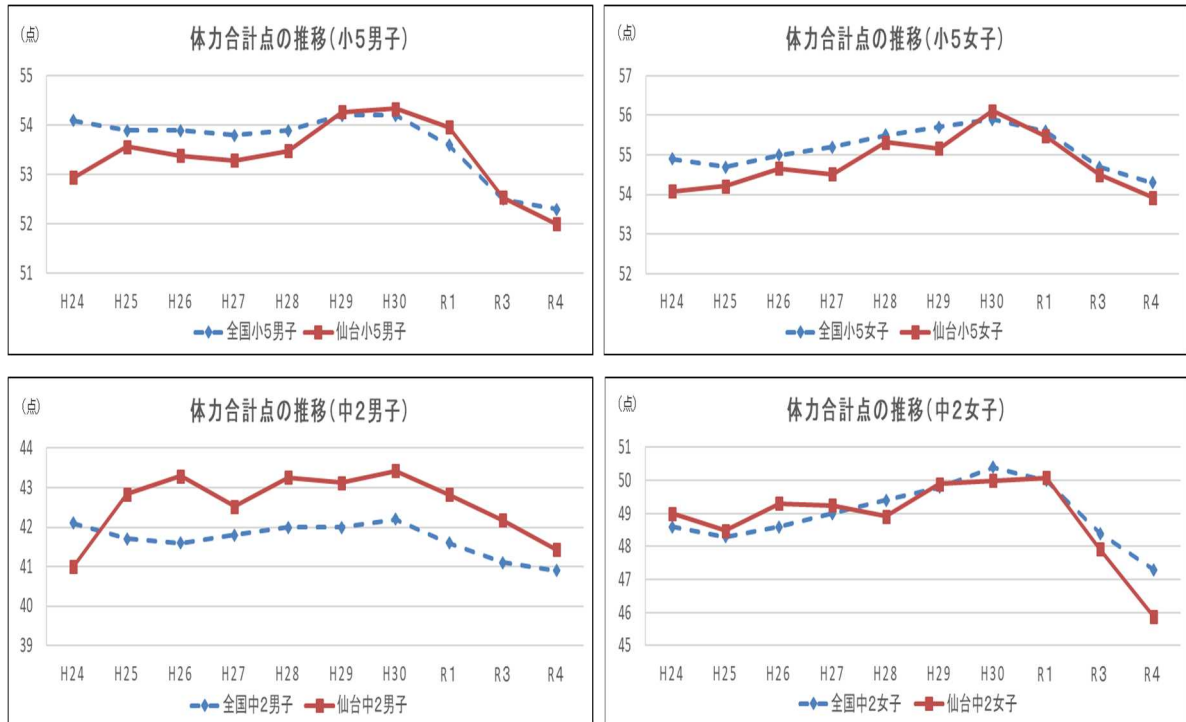 (点)
体力合計点の推移(小5男子)
55
54
53
52
51
H24 H25 H26 H27 H28 H29 H30 R1 R3 R4
全国小5男子 仙台小5男子
(点)
体力合計点の推移(小5女子)
57
56
55
54
53
52
H24 H25 H26 H27 H28 H29 H30 R1 R3 R4
全国小5女子 仙台小5女子
(点)
体力合計点の推移(中2男子)
44
43
42
41
40
39
H24 H25 H26 H27 H28 H29 H30 R1 R3 R4
全国中2男子 仙台中2男子
(点)
体力合計点の推移(中2女子)
51
50
49
48
47
46
45
H24 H25 H26 H27 H28 H29 H30 R1 R3 R4
全国中2女子 仙台中2女子